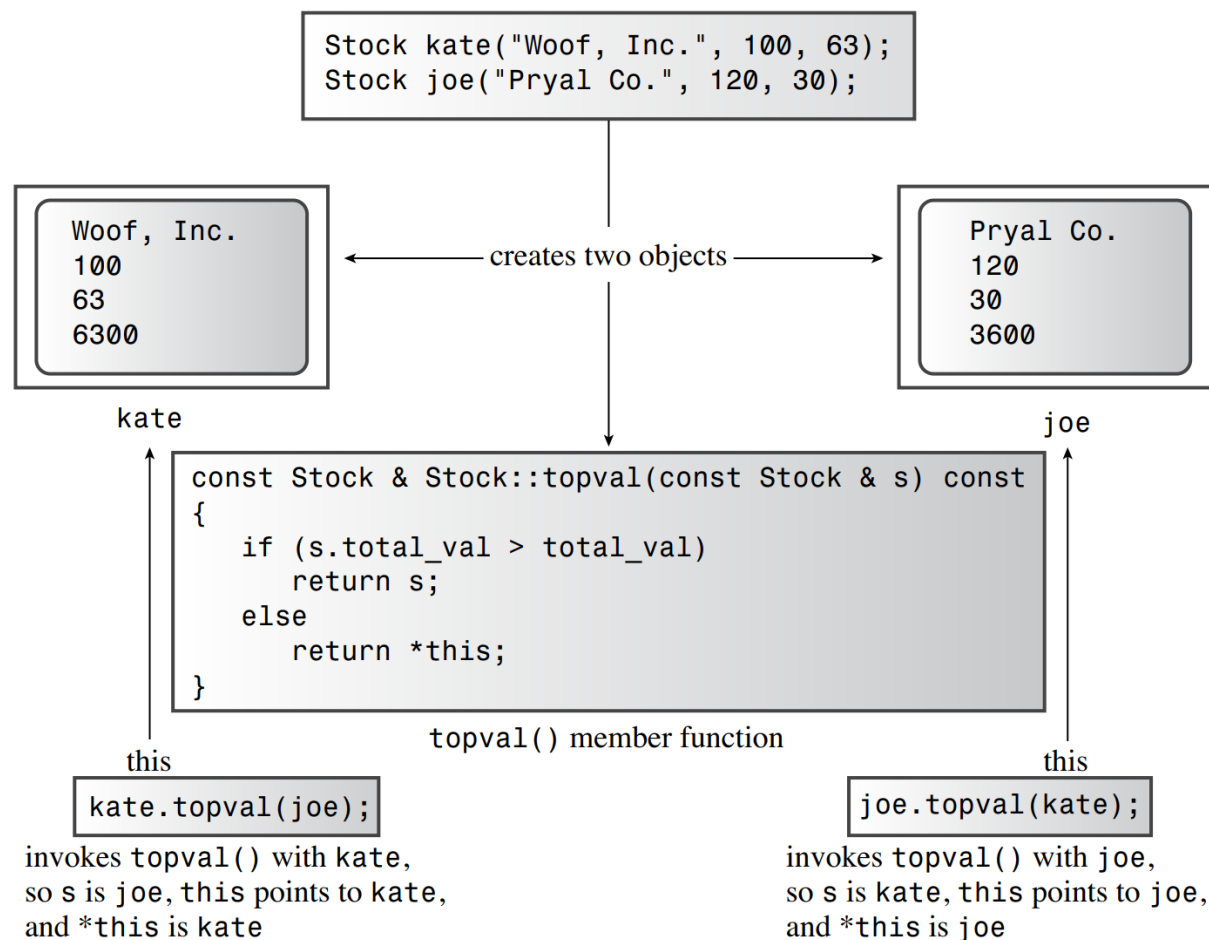 Stock kate("Woof, Inc.", 100, 63);
Stock joe("Pryal Co.", 120, 30);
Woof, Inc.
100
63
6300
kate
creates two objects
Pryal Co.
120
30
3600
joe
const Stock & Stock::topval(const Stock & s) const
{
   if (s.total_val > total_val)
      return s;
   else
      return *this;
}
topval() member function
this
kate.topval(joe);
invokes topval() with kate,
so s is joe, this points to kate,
and *this is kate
this
joe.topval(kate);
invokes topval() with joe,
so s is kate, this points to joe,
and *this is joe